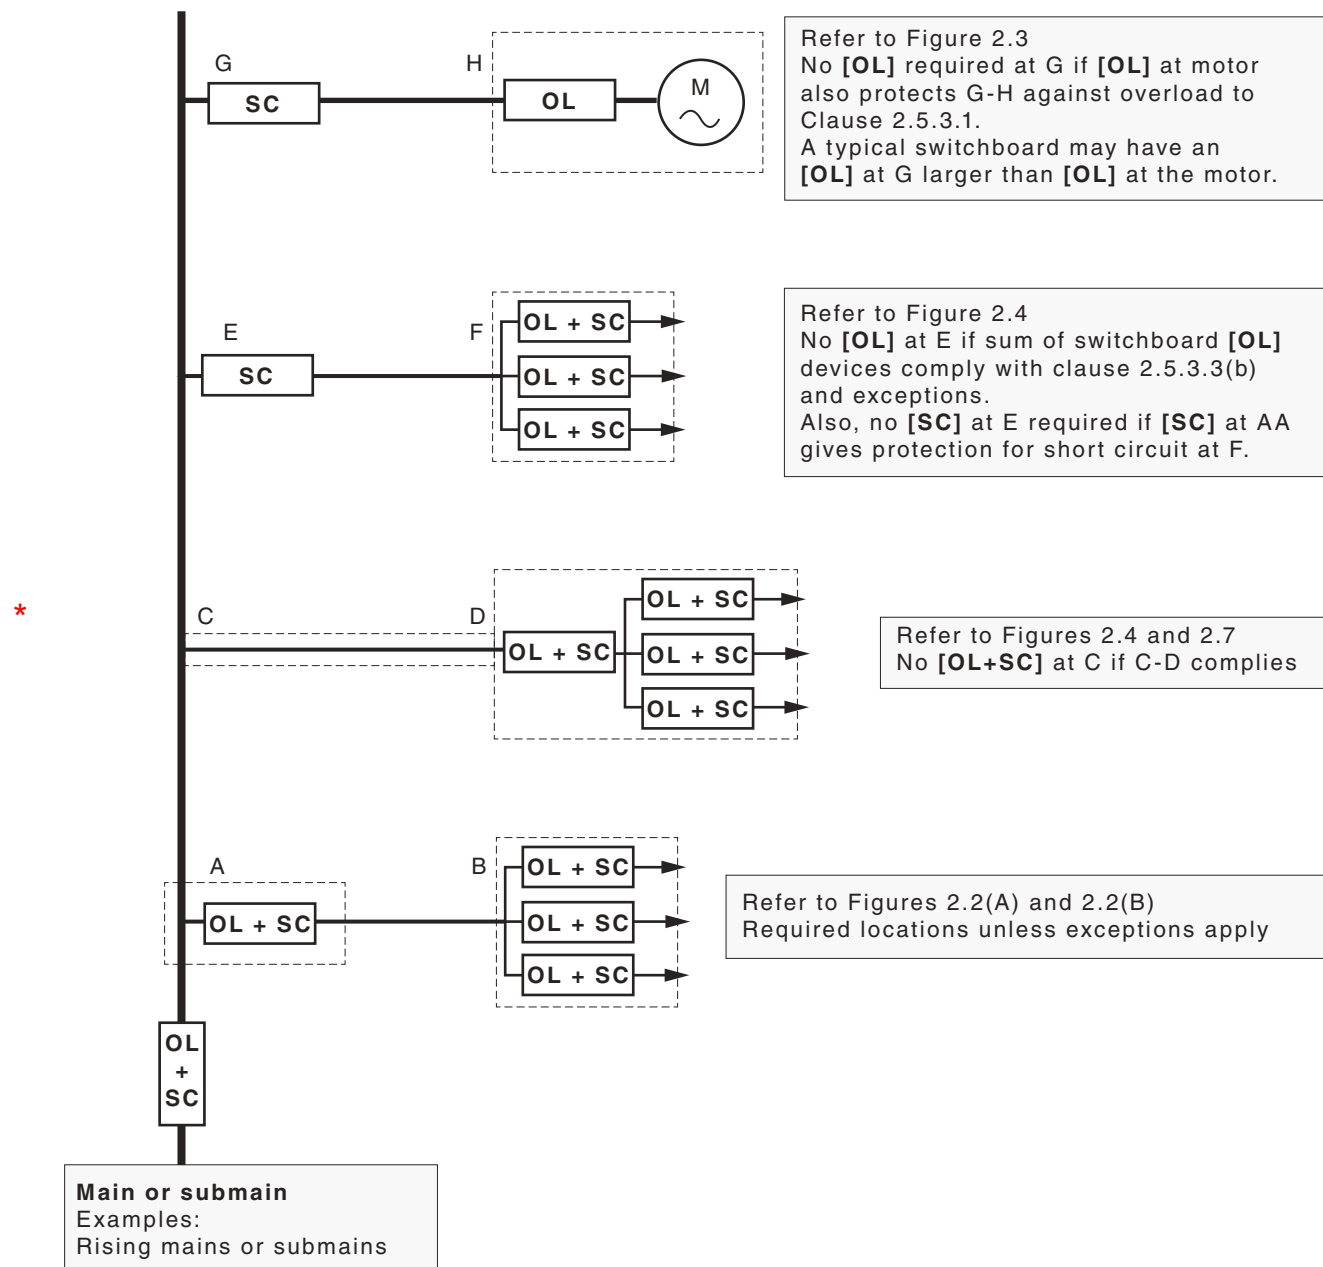 G
H
SC
OL
M
Refer to Figure 2.3
No [OL] required at G if [OL] at motor
also protects G-H against overload to
Clause 2.5.3.1.
A typical switchboard may have an
[OL] at G larger than [OL] at the motor.
E
F
SC
OL + SC
OL + SC
OL + SC
Refer to Figure 2.4
No [OL] at E if sum of switchboard [OL]
devices comply with clause 2.5.3.3(b)
and exceptions.
Also, no [SC] at E required if [SC] at AA
gives protection for short circuit at F.
*
C
D
OL + SC
OL + SC
OL + SC
OL + SC
Refer to Figures 2.4 and 2.7
No [OL+SC] at C if C-D complies
A
B
OL + SC
OL + SC
OL + SC
OL + SC
Refer to Figures 2.2(A) and 2.2(B)
Required locations unless exceptions apply
OL
+
SC
Main or submain
Examples:
Rising mains or submains